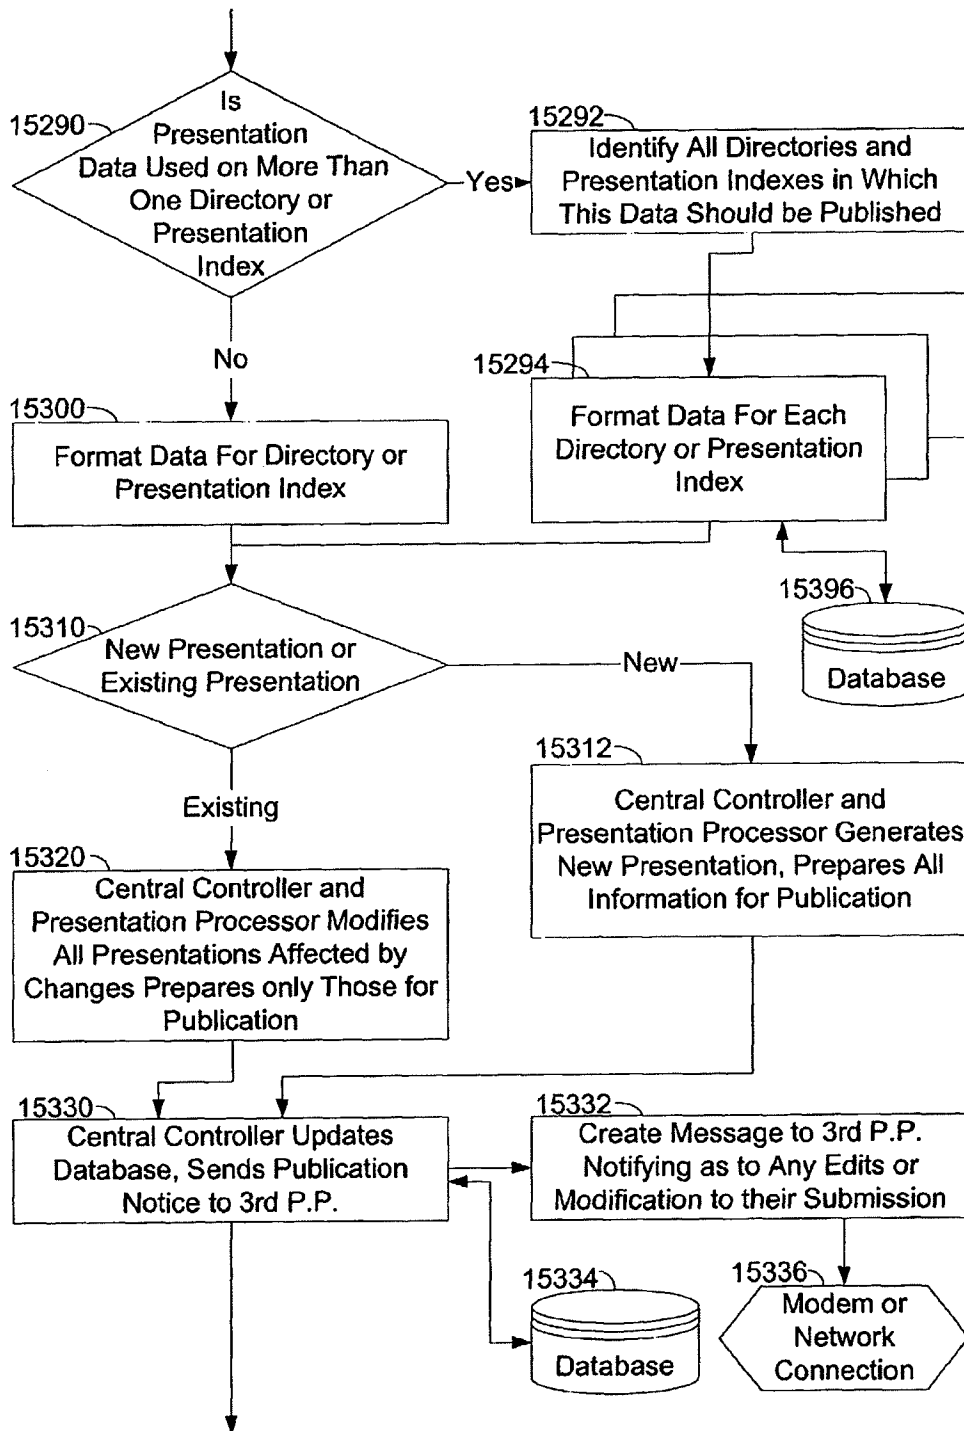 15290
Is
Presentation
Data Used on More Than
One Directory or
Presentation
Index
Yes
15292
Identify All Directories and
Presentation Indexes in Which
This Data Should be Published
No
15294
Format Data For Each
Directory or Presentation
Index
15300
Format Data For Directory or
Presentation Index
15396
Database
15310
New Presentation or
Existing Presentation
New
15312
Central Controller and
Presentation Processor Generates
New Presentation, Prepares All
Information for Publication
Existing
15320
Central Controller and
Presentation Processor Modifies
All Presentations Affected by
Changes Prepares only Those for
Publication
15330
Central Controller Updates
Database, Sends Publication
Notice to 3rd P.P.
15332
Create Message to 3rd P.P.
Notifying as to Any Edits or
Modification to their Submission
15334
Database
15336
Modem or
Network
Connection